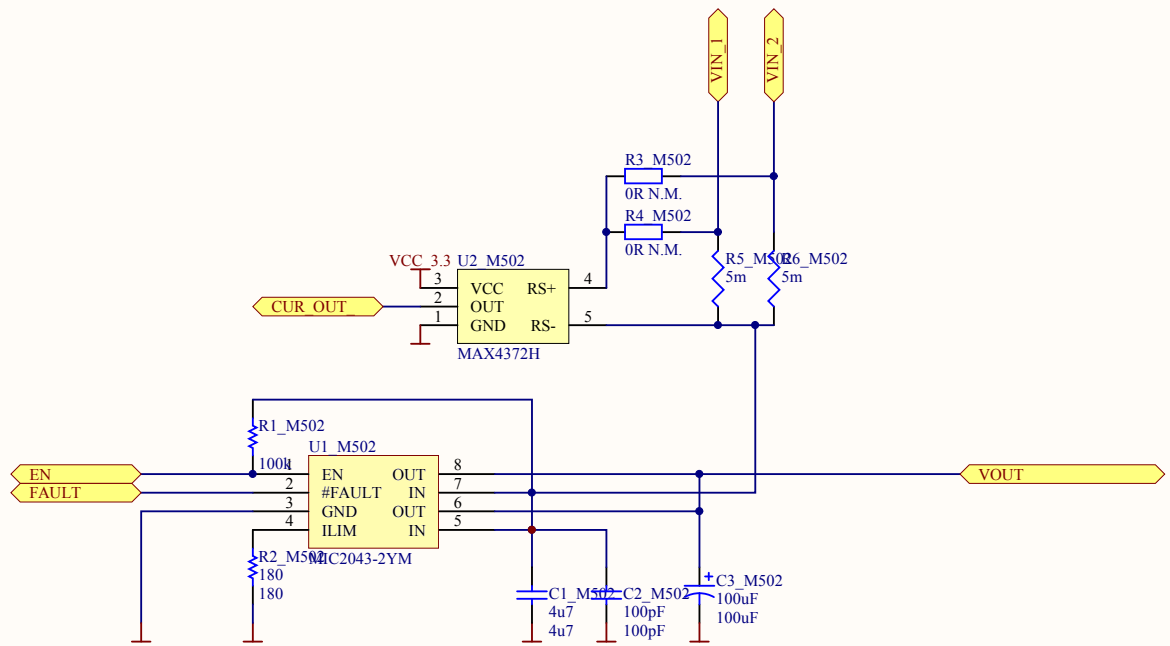 VIN_1
VIN_2
R3_M502
0R N.M.
R4_M502
0R N.M.
VCC_3.3
U2_M502
R5_M502
5m
R6_M502
5m
3 VCC RS+ 4
CUR_OUT_
2 OUT
1 GND RS- 5
MAX4372H
R1_M502
100k
U1_M502
EN
1 EN OUT 8
VOUT
FAULT
2 #FAULT IN 7
3 GND OUT 6
4 ILIM IN 5
R2_M502
MIC2043-2YM
180
180
C1_M502
4u7
4u7
C2_M502
100pF
100pF
+
C3_M502
100uF
100uF